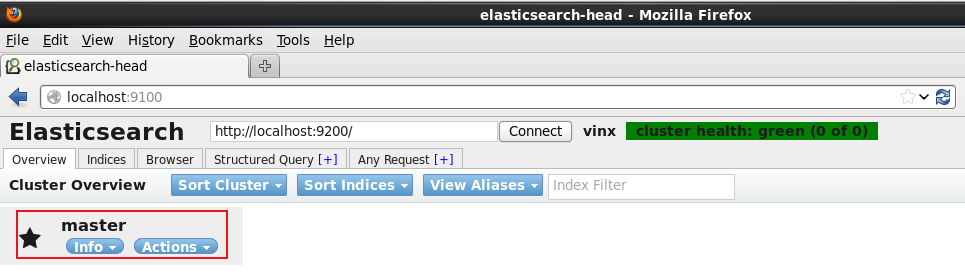 elasticsearch-head - Mozilla Firefox
File Edit View History Bookmarks Tools Help
elasticsearch-head
localhost:9100
Elasticsearch http://localhost:9200/ Connect vinx cluster health: green (0 of 0)
Overview Indices Browser Structured Query [+] Any Request [+]
Cluster Overview Sort Cluster Sort Indices View Aliases Index Filter
master
Info Actions